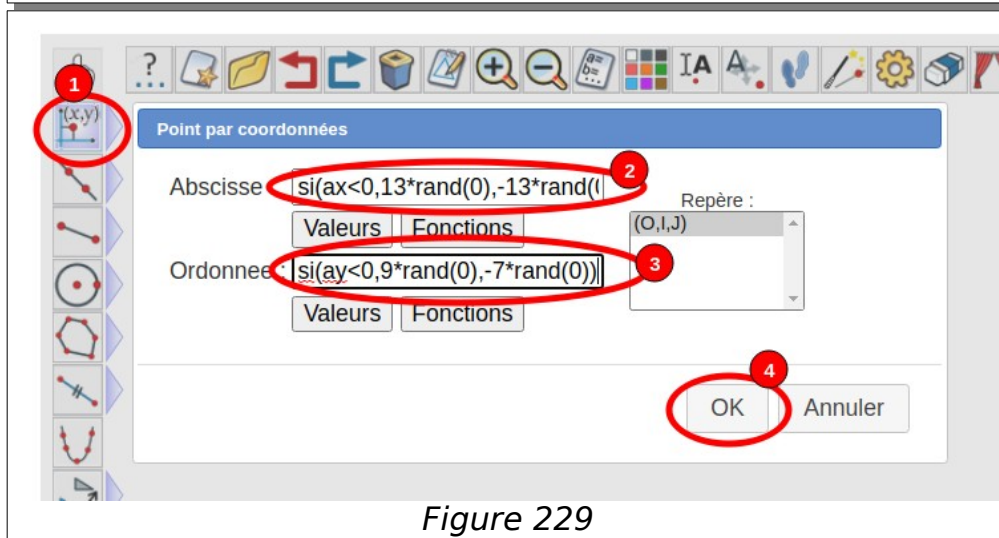 1
?
...
a=
b=
I A
A
(x,y)
Point par coordonnées
2
Abscisse
si(ax<0,13*rand(0),-13*rand(
Repère :
Valeurs
Fonctions
(O,I,J)
Ordonnee :
si(ay<0,9*rand(0),-7*rand(0))
3
Valeurs
Fonctions
4
OK
Annuler
Figure 229